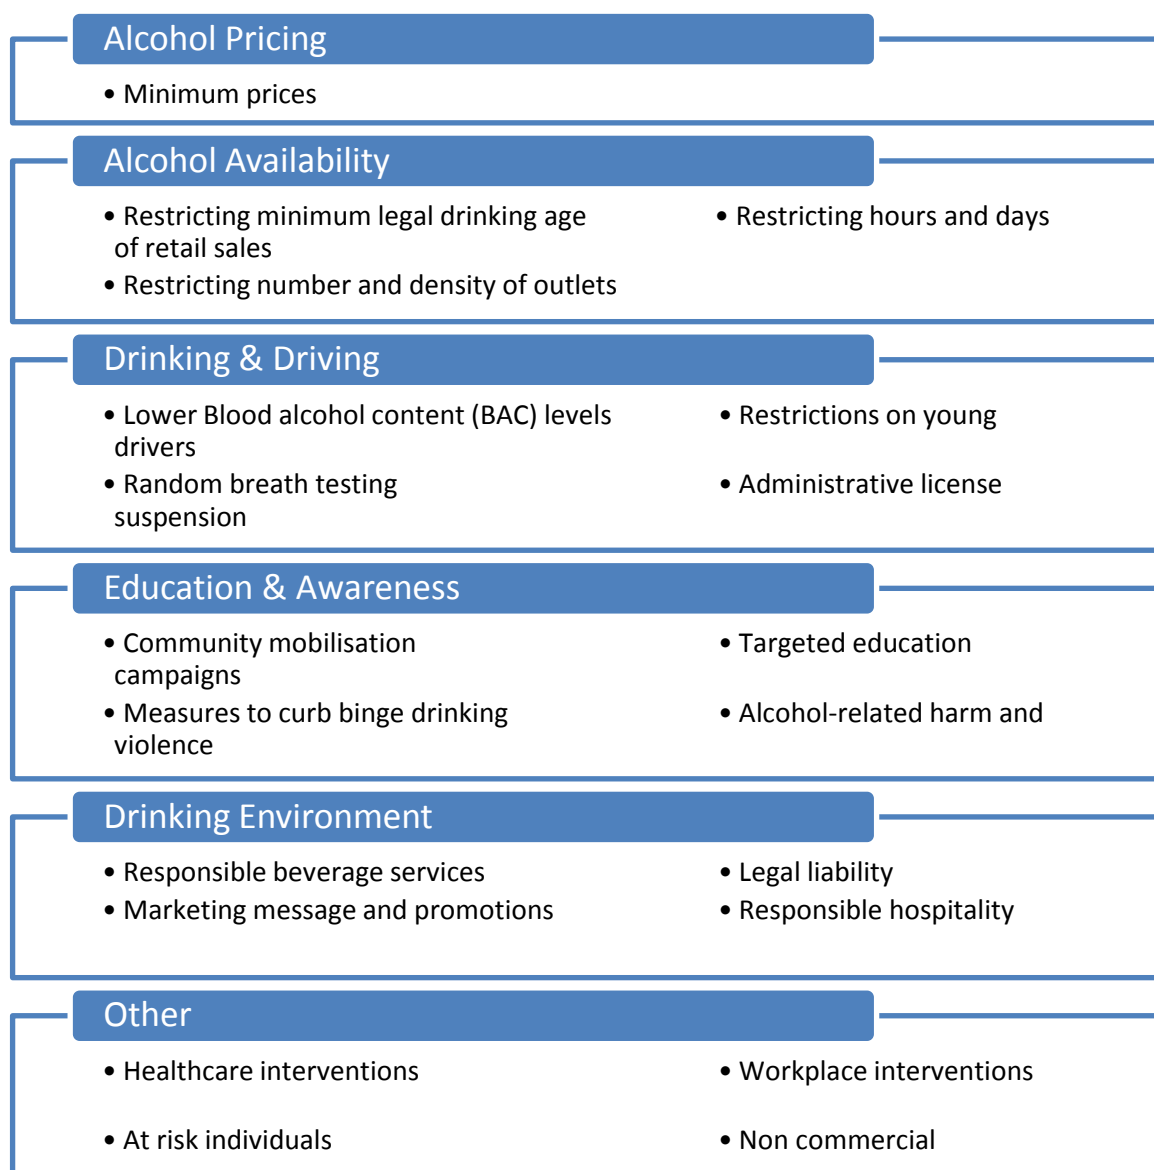 Alcohol Pricing
• Minimum prices
Alcohol Availability
• Restricting minimum legal drinking age • Restricting hours and days
of retail sales
• Restricting number and density of outlets
Drinking & Driving
• Lower Blood alcohol content (BAC) levels • Restrictions on young
drivers
• Random breath testing • Administrative license
suspension
Education & Awareness
• Community mobilisation • Targeted education
campaigns
• Measures to curb binge drinking • Alcohol-related harm and
violence
Drinking Environment
• Responsible beverage services • Legal liability
• Marketing message and promotions • Responsible hospitality
Other
• Healthcare interventions • Workplace interventions
• At risk individuals • Non commercial